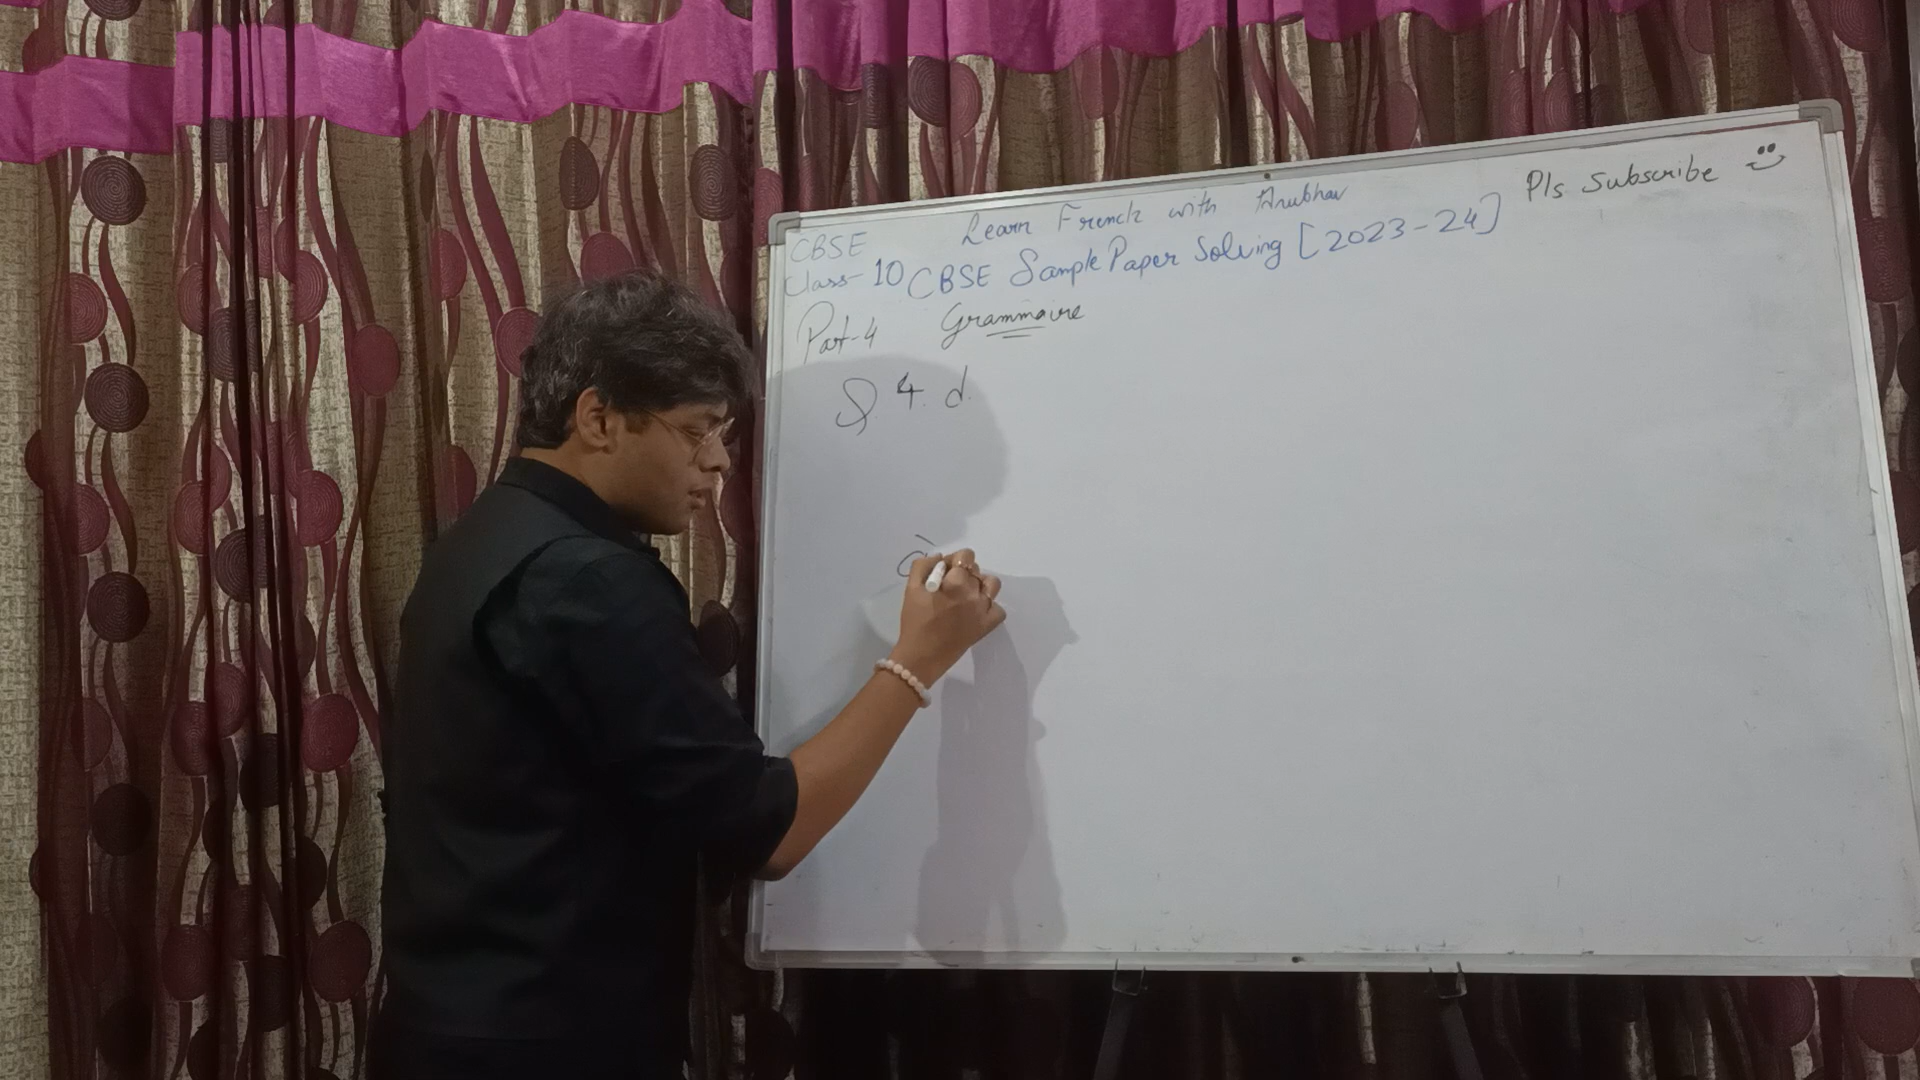 Learn French with Anubhav
Pls Subscribe
CBSE
Class-10
CBSE Sample Paper Solving [2023-24]
Part-4
Grammaire
Q. 4. d.
à